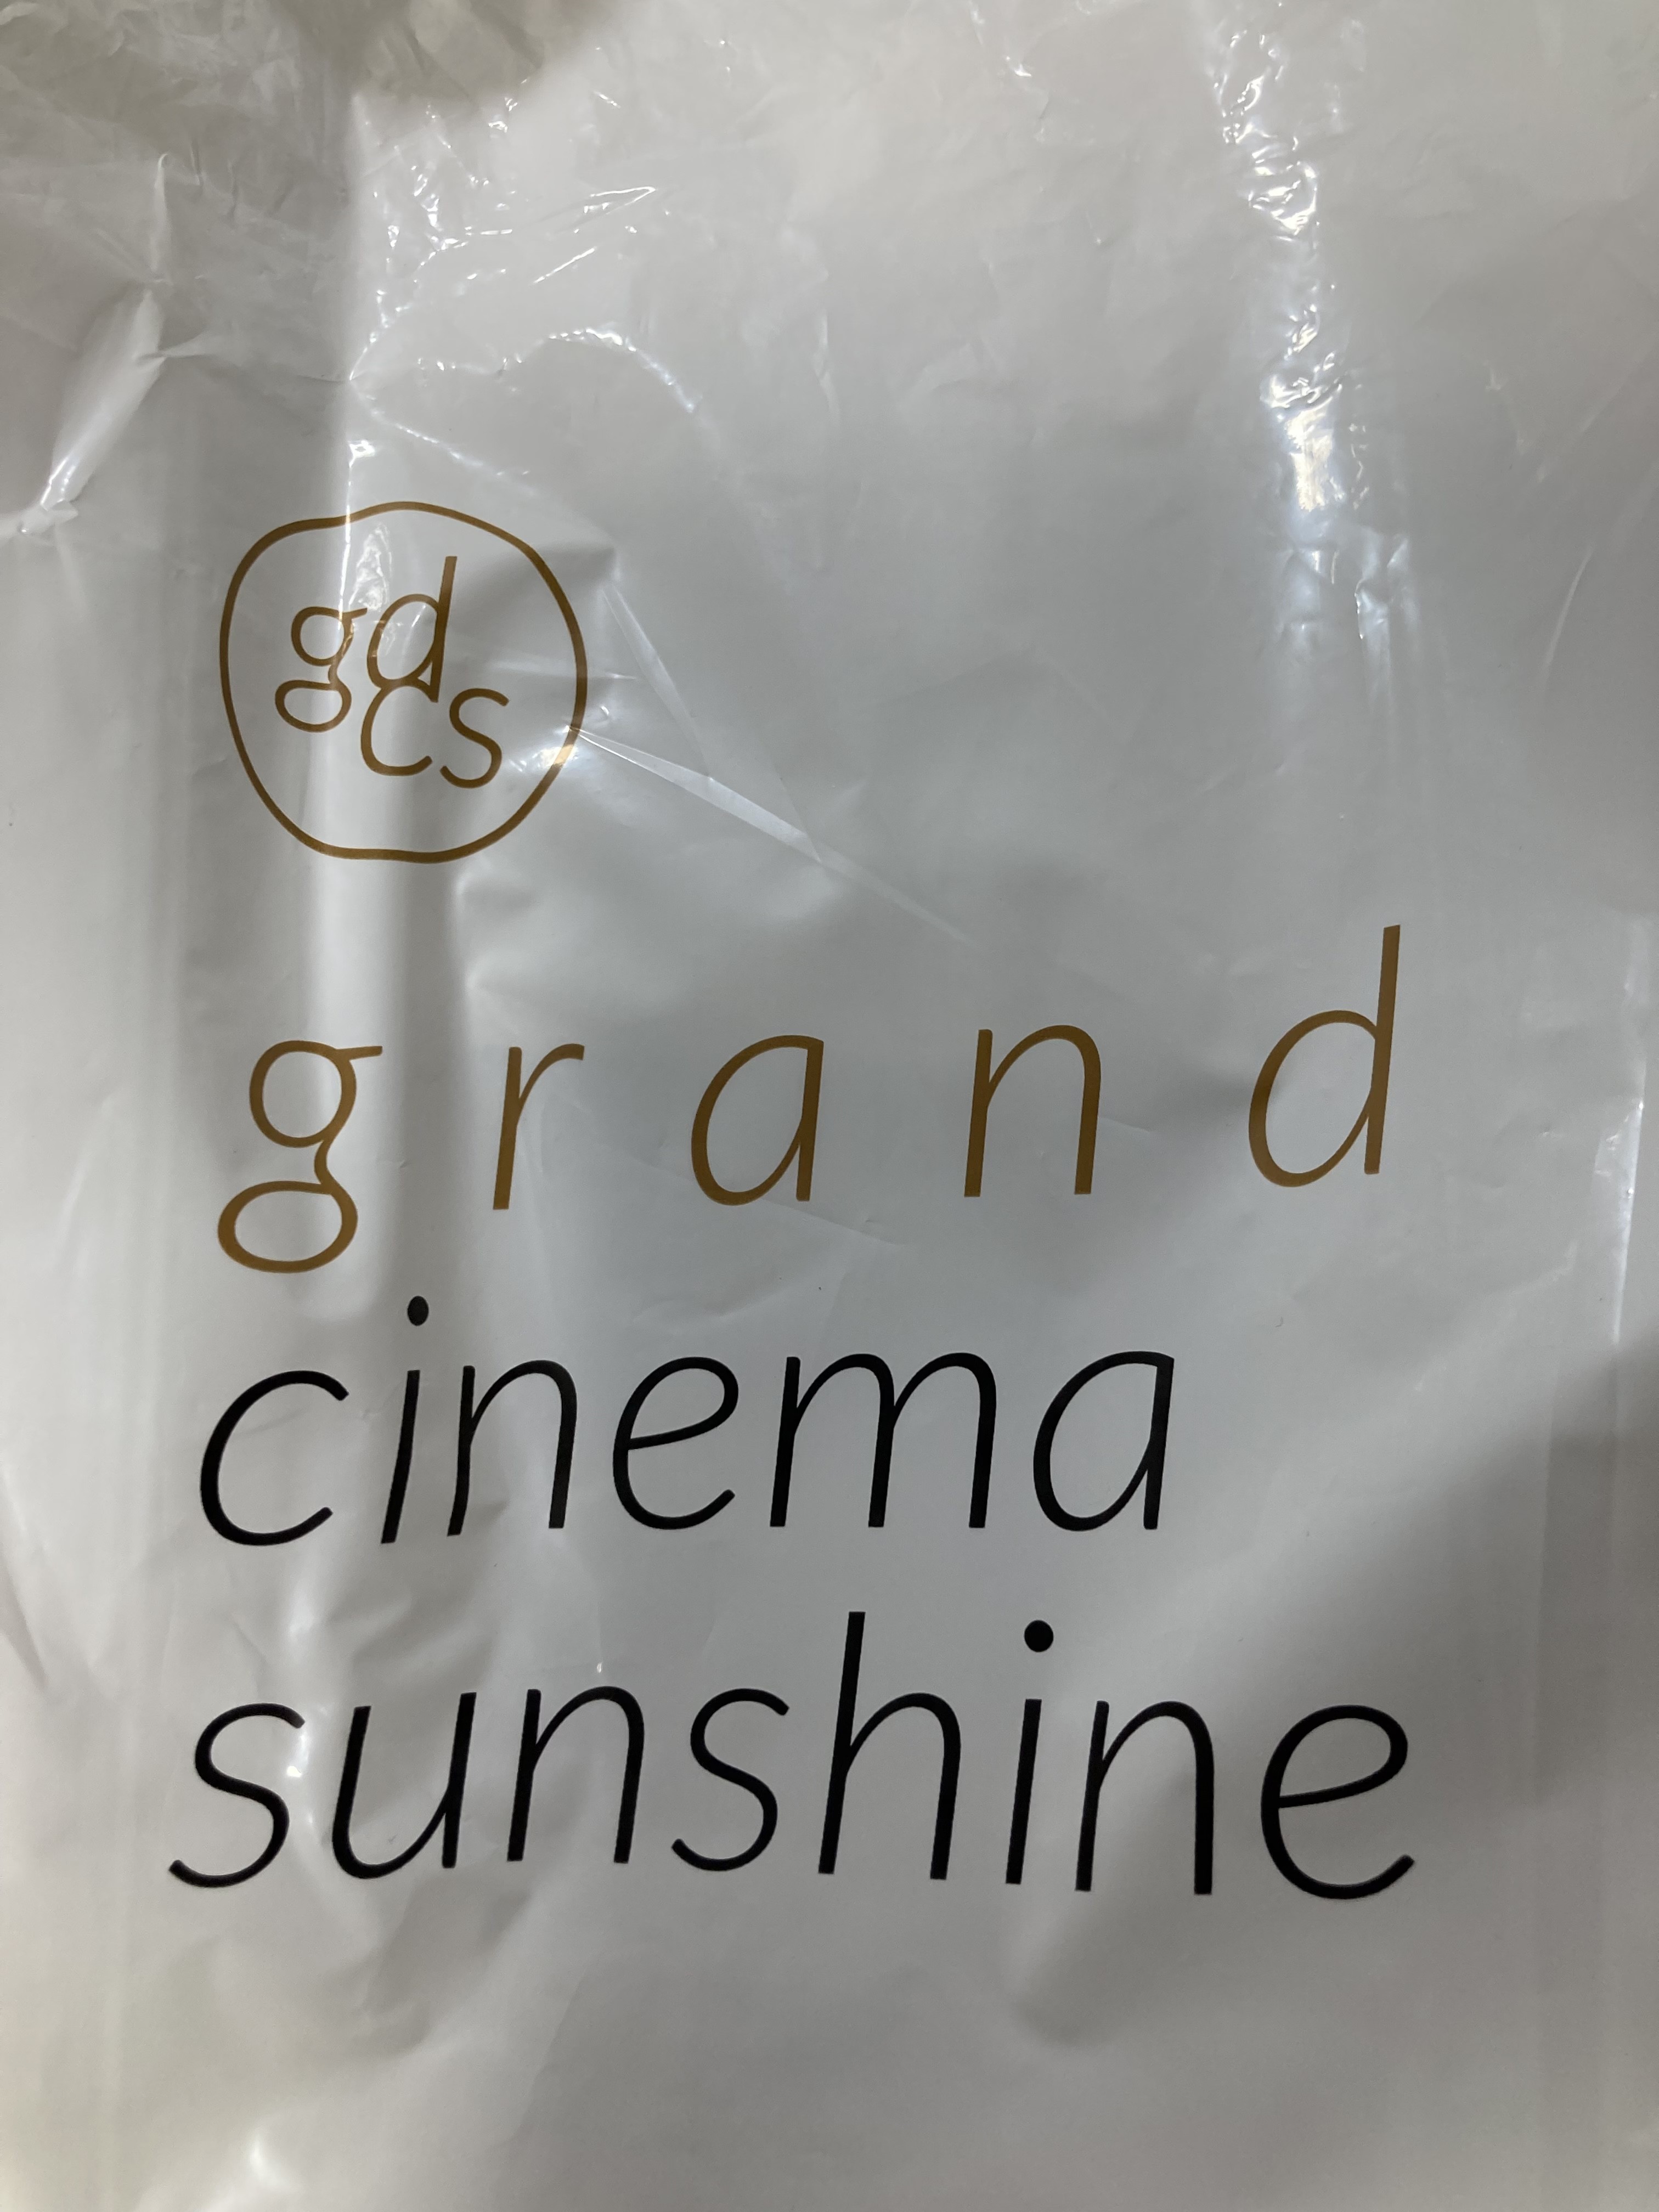 gd
cs
grand
cinema
sunshine